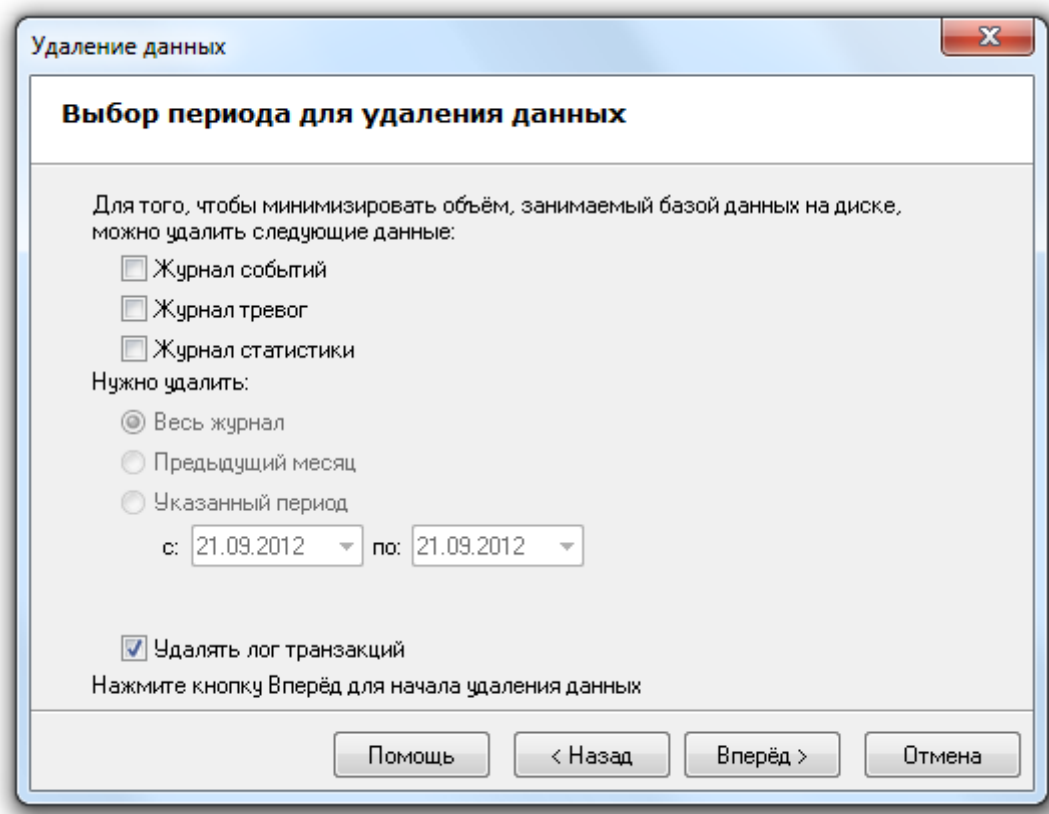 Удаление данных
Выбор периода для удаления данных
Для того, чтобы минимизировать объём, занимаемый базой данных на диске,
можно удалить следующие данные:
Журнал событий
Журнал тревог
Журнал статистики
Нужно удалить:
Весь журнал
Предыдущий месяц
Указанный период
с: 21.09.2012 по: 21.09.2012
Удалять лог транзакций
Нажмите кнопку Вперёд для начала удаления данных
Помощь < Назад Вперёд > Отмена